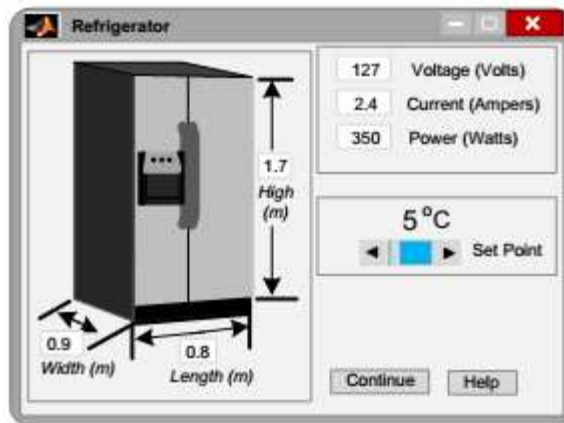 Refrigerator
127 Voltage (Volts)
2.4 Current (Ampers)
350 Power (Watts)
1.7
High
(m)
5°C
Set Point
0.9
Width (m)
0.8
Length (m)
Continue Help